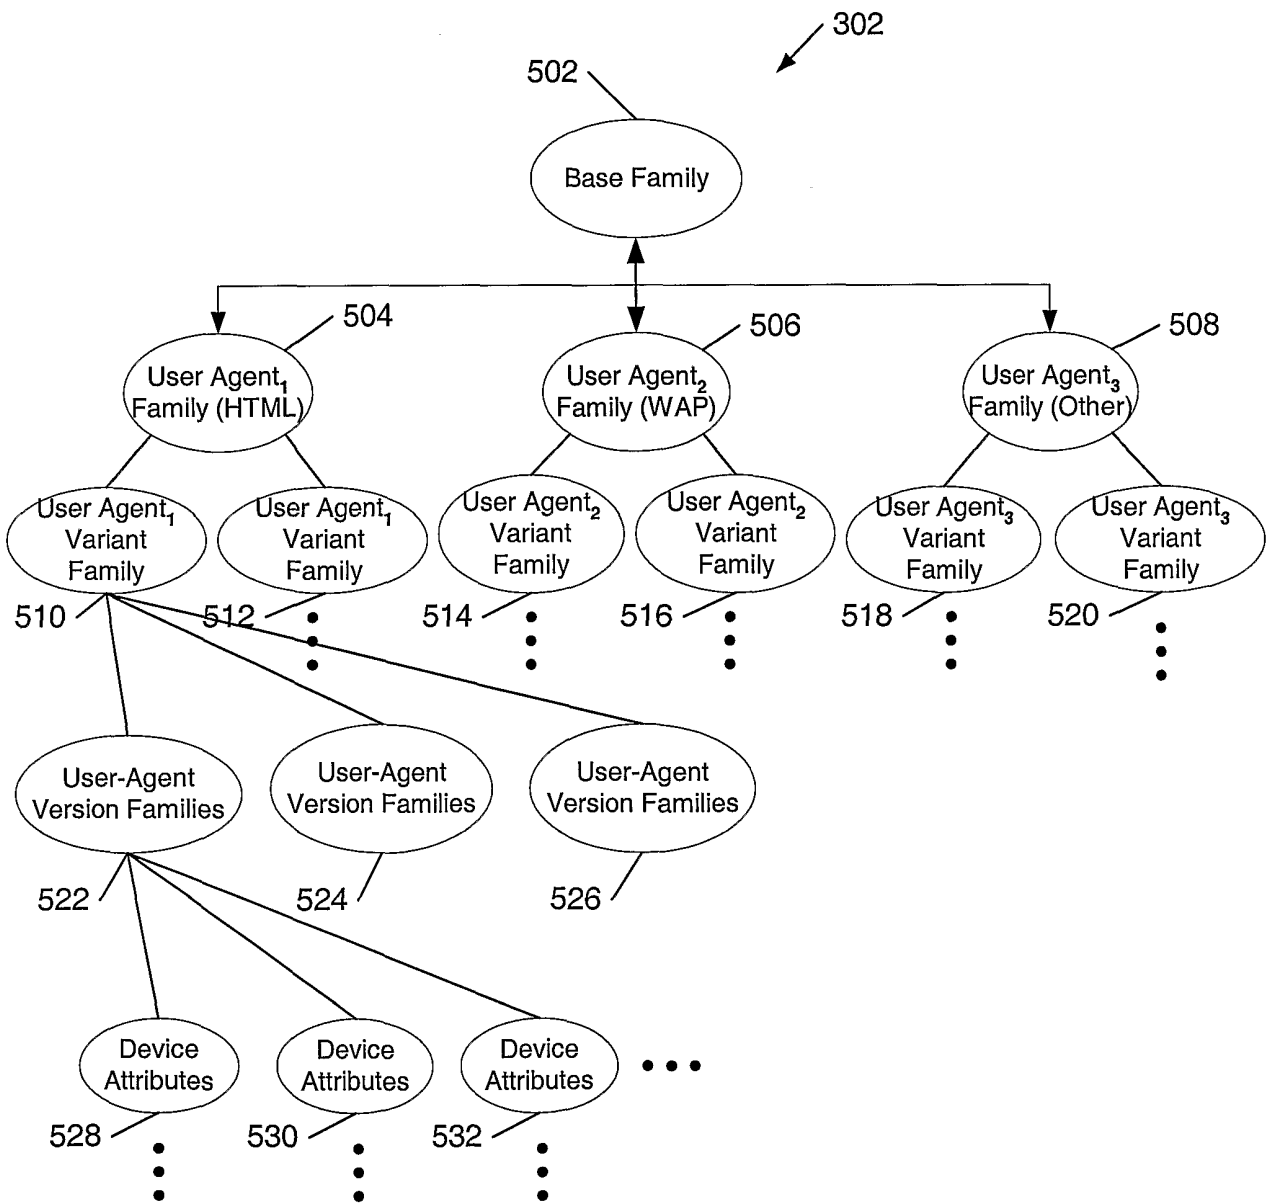 302
502
Base Family
504
506
508
User Agent1
Family (HTML)
User Agent2
Family (WAP)
User Agent3
Family (Other)
User Agent1
Variant
Family
User Agent1
Variant
Family
User Agent2
Variant
Family
User Agent2
Variant
Family
User Agent3
Variant
Family
User Agent3
Variant
Family
510
512
514
516
518
520
User-Agent
Version Families
User-Agent
Version Families
User-Agent
Version Families
522
524
526
Device
Attributes
Device
Attributes
Device
Attributes
528
530
532